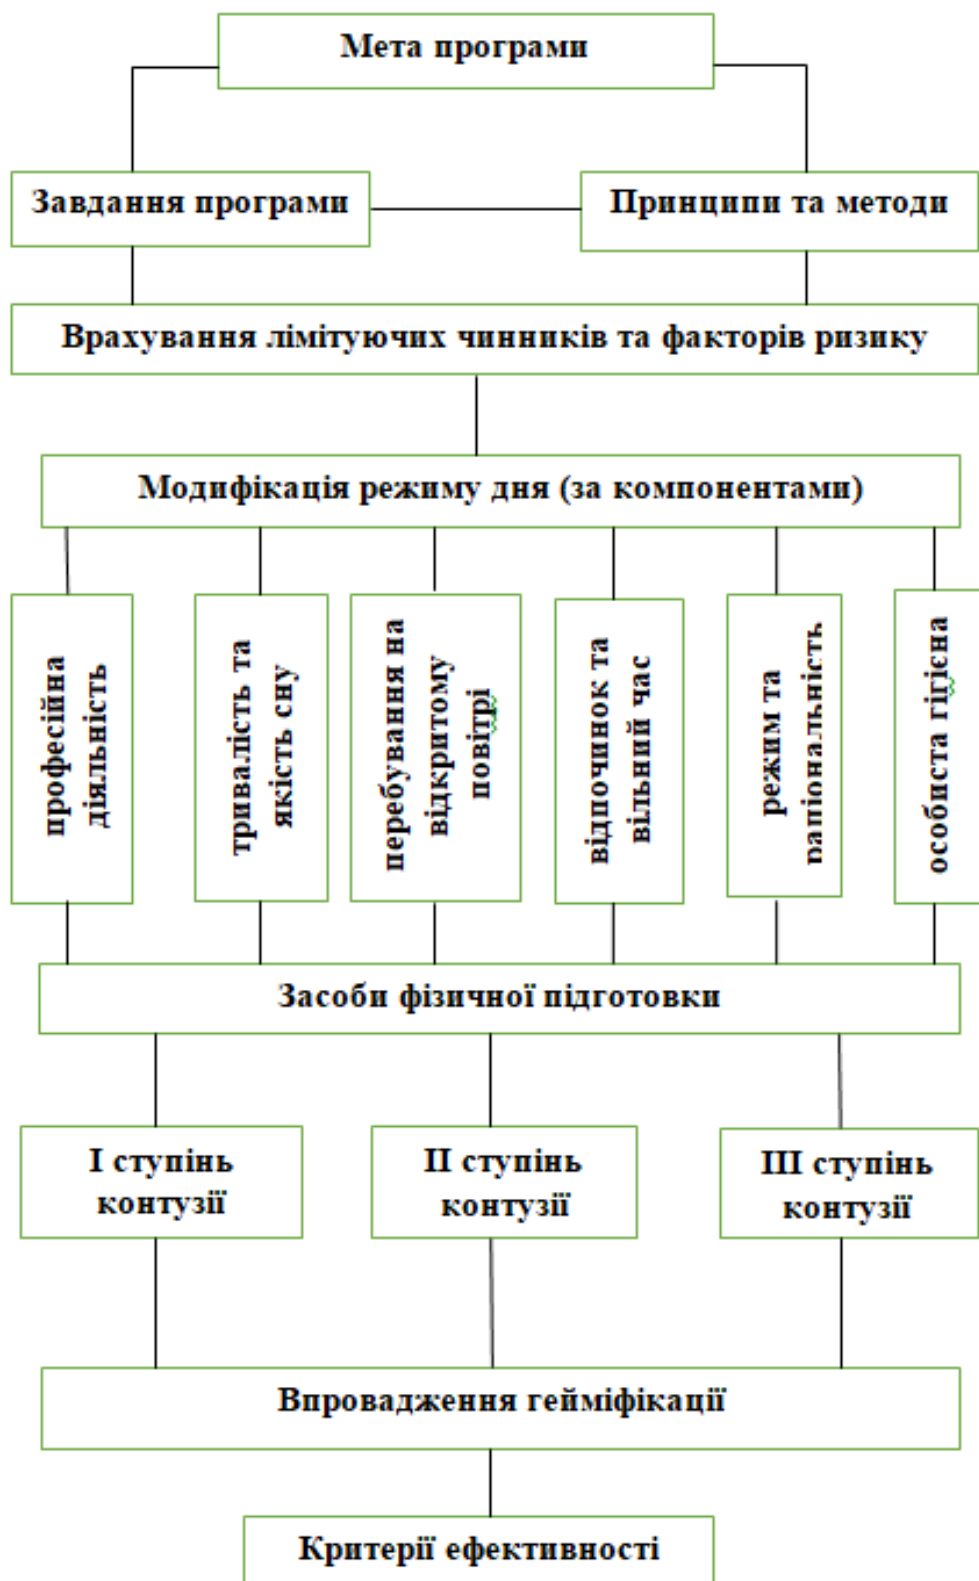 Мета програми
Завдання програми
Принципи та методи
Врахування лімітуючих чинників та факторів ризику
Модифікація режиму дня (за компонентами)
професійна
діяльність
тривалість та
якість сну
перебування на
відкритому
повітрі
відпочинок та
вільний час
режим та
раціональність
особиста гігієна
Засоби фізичної підготовки
І ступінь
контузії
ІІ ступінь
контузії
ІІІ ступінь
контузії
Впровадження гейміфікації
Критерії ефективності